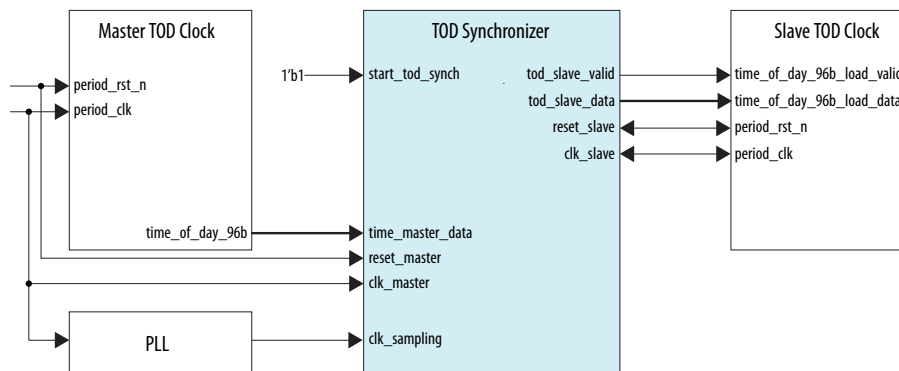 Master TOD Clock
period_rst_n
period_clk
time_of_day_96b
PLL
1'b1
TOD Synchronizer
start_tod_synch
tod_slave_valid
tod_slave_data
reset_slave
clk_slave
time_master_data
reset_master
clk_master
clk_sampling
Slave TOD Clock
time_of_day_96b_load_valid
time_of_day_96b_load_data
period_rst_n
period_clk